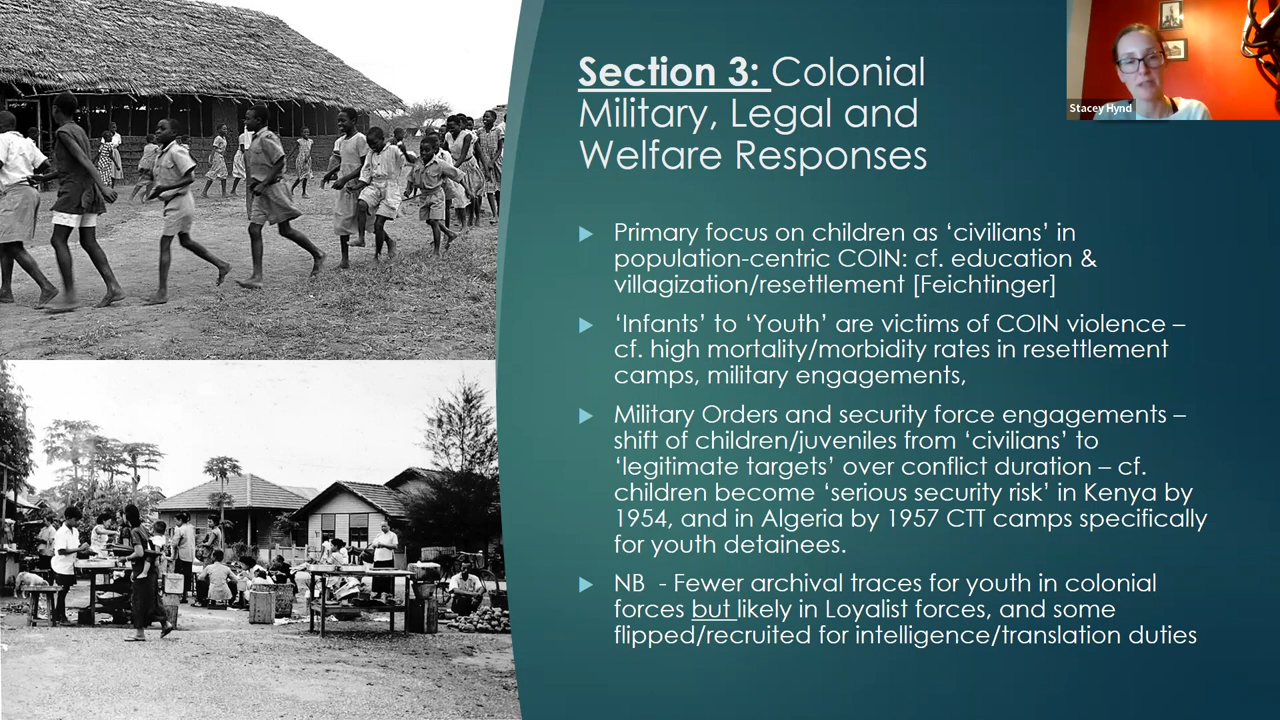 Section 3: Colonial
Military, Legal and
Welfare Responses
Stacey Hynd
Primary focus on children as ‘civilians’ in
population-centric COIN: cf. education &
villagization/resettlement [Feichtinger]
‘Infants’ to ‘Youth’ are victims of COIN violence –
cf. high mortality/morbidity rates in resettlement
camps, military engagements,
Military Orders and security force engagements –
shift of children/juveniles from ‘civilians’ to
‘legitimate targets’ over conflict duration – cf.
children become ‘serious security risk’ in Kenya by
1954, and in Algeria by 1957 CTT camps specifically
for youth detainees.
NB - Fewer archival traces for youth in colonial
forces but likely in Loyalist forces, and some
flipped/recruited for intelligence/translation duties